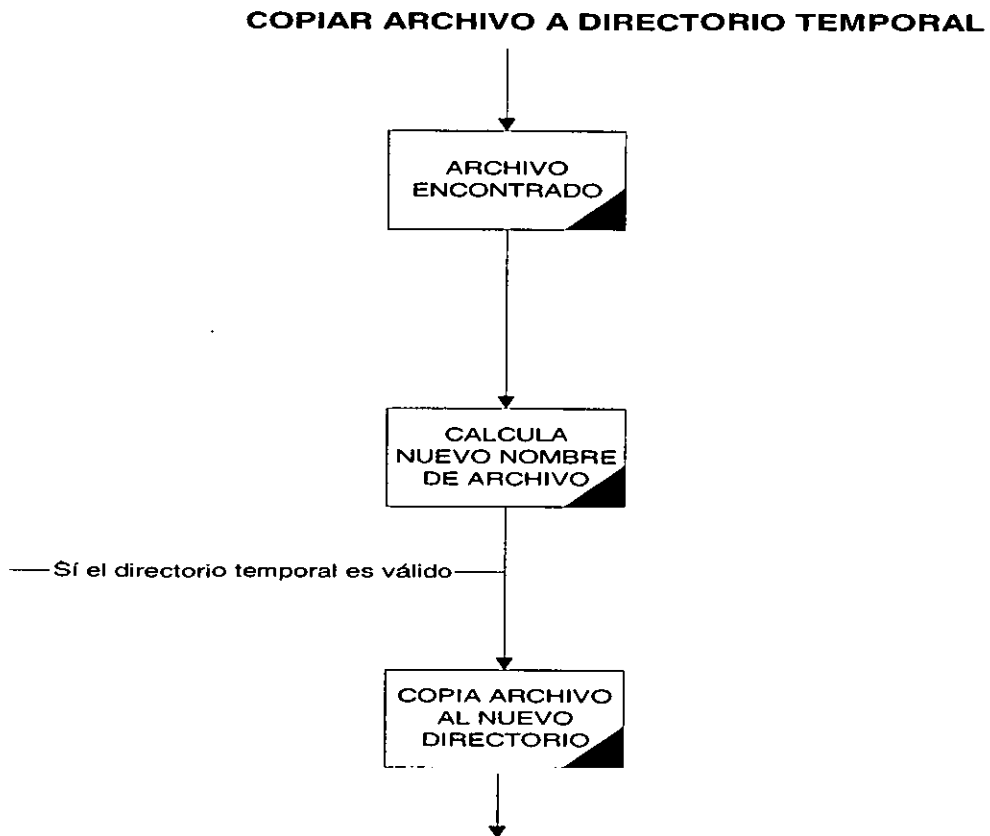 COPIAR ARCHIVO A DIRECTORIO TEMPORAL
ARCHIVO
ENCONTRADO
CALCULA
NUEVO NOMBRE
DE ARCHIVO
Sí el directorio temporal es válido
COPIA ARCHIVO
AL NUEVO
DIRECTORIO